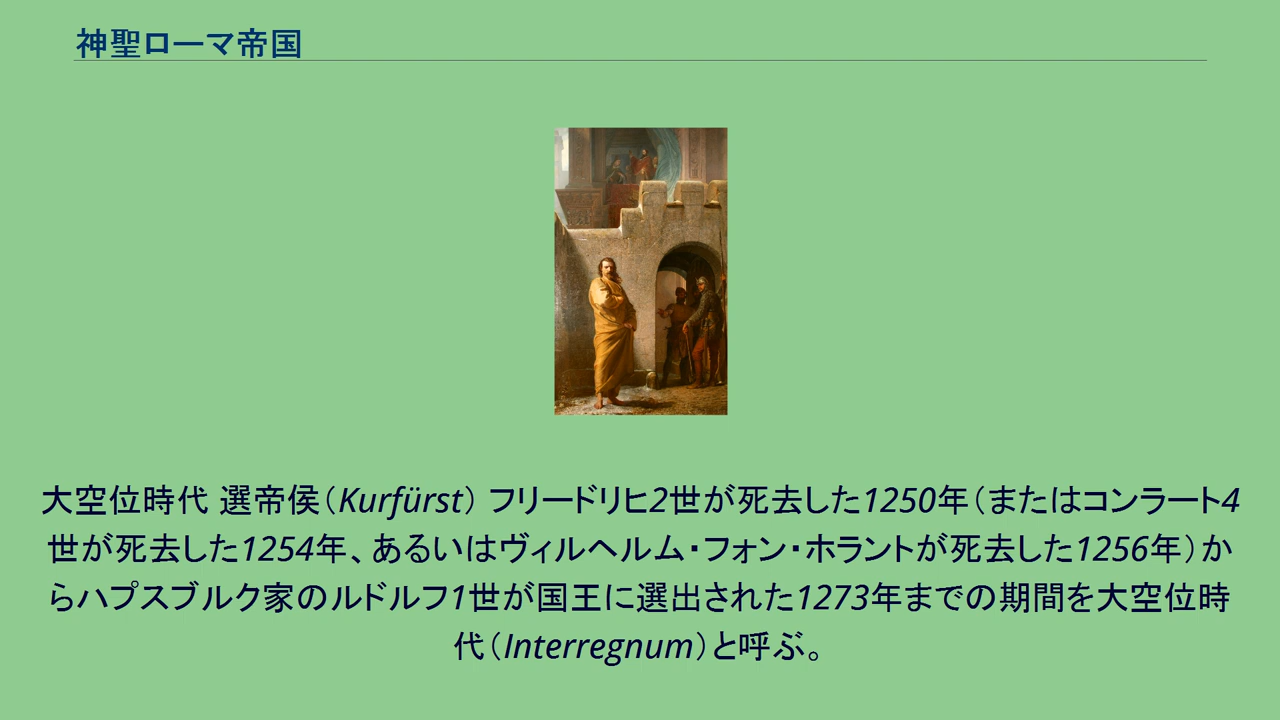 神聖ローマ帝国
大空位時代 選帝侯（Kurfürst） フリードリヒ2世が死去した1250年（またはコンラート4
世が死去した1254年、あるいはヴィルヘルム・フォン・ホラントが死去した1256年）か
らハプスブルク家のルドルフ1世が国王に選出された1273年までの期間を大空位時
代（Interregnum）と呼ぶ。